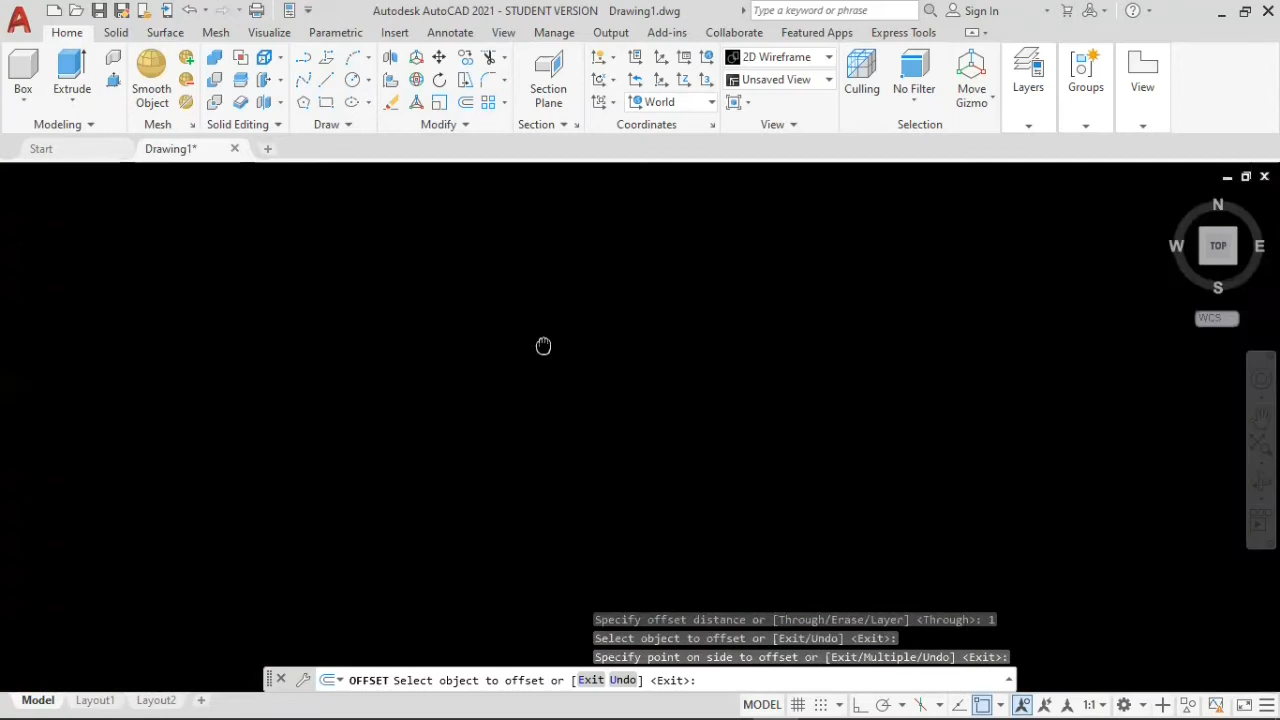 Autodesk AutoCAD 2021 - STUDENT VERSION Drawing1.dwg Type a keyword or phrase Sign In
Home Solid Surface Mesh Visualize Parametric Insert Annotate View Manage Output Add-ins Collaborate Featured Apps Express Tools
Box Extrude Smooth Object Section Plane 2D Wireframe Unsaved View World Culling No Filter Move Gizmo Layers Groups View
Modeling Mesh Solid Editing Draw Modify Section Coordinates View Selection
Start Drawing1*
N
W TOP E
S
WCS
Specify offset distance or [Through/Erase/Layer] <Through>: 1
Select object to offset or [Exit/Undo] <Exit>:
Specify point on side to offset or [Exit/Multiple/Undo] <Exit>:
OFFSET Select object to offset or [Exit Undo] <Exit>:
Model Layout1 Layout2 MODEL 1:1